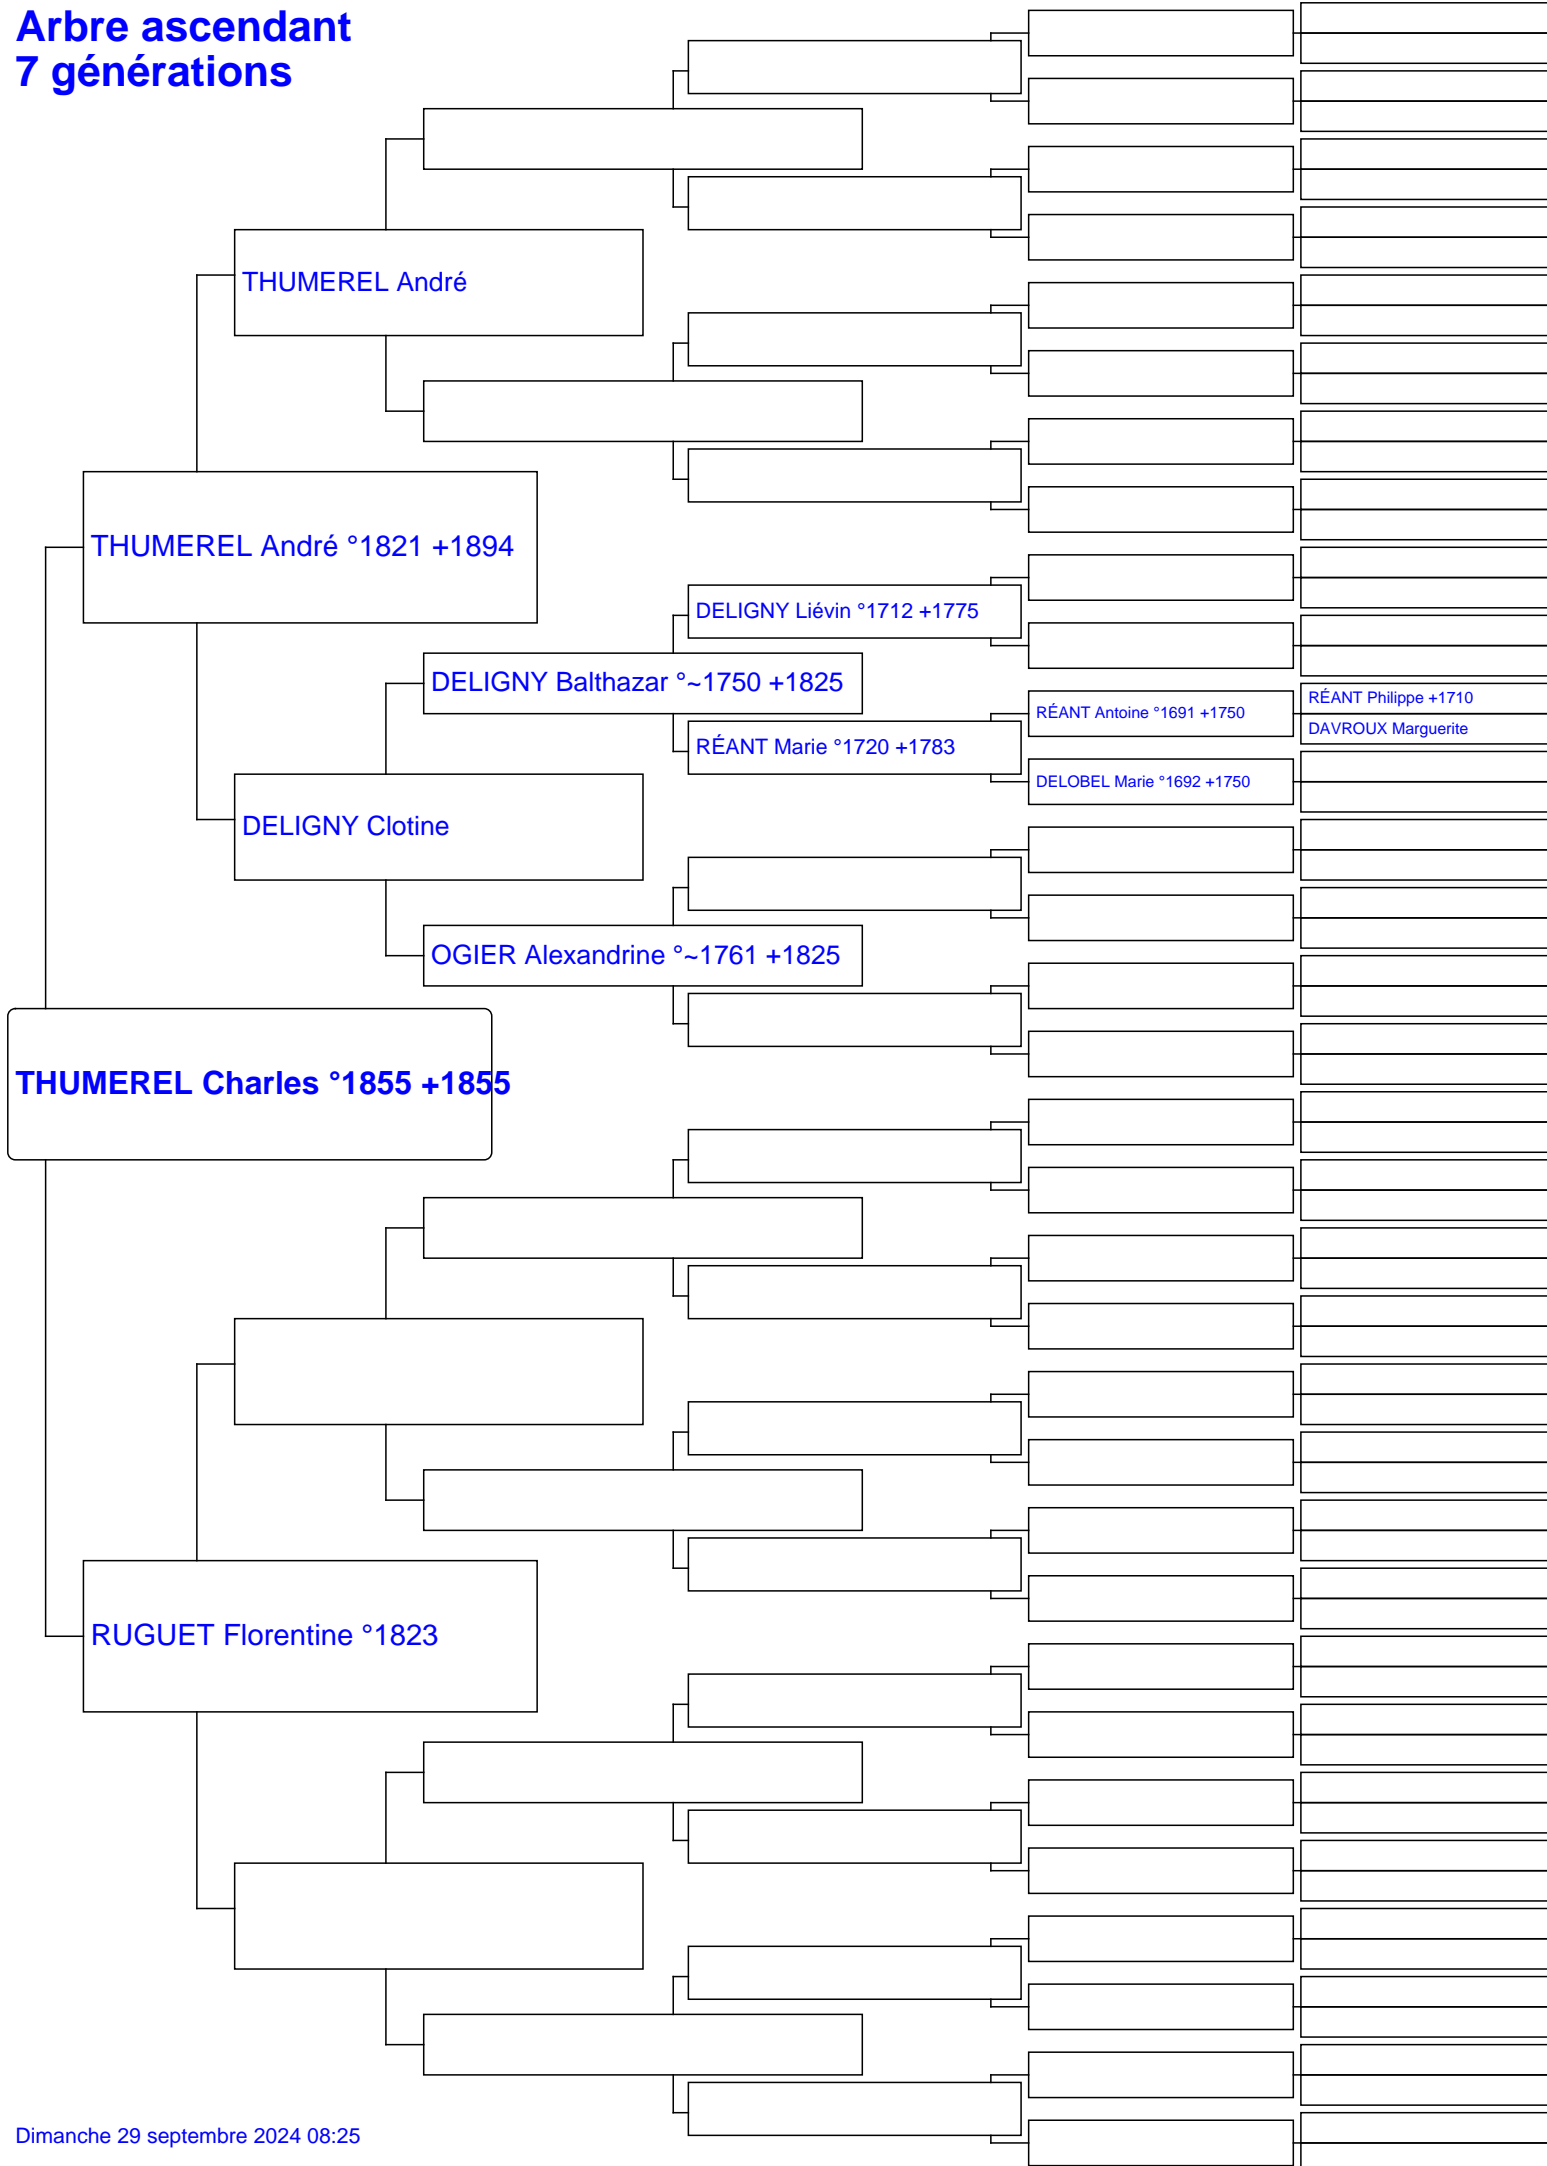 Arbre ascendant
7 générations
THUMEREL André
THUMEREL André °1821 +1894
DELIGNY Liévin °1712 +1775
DELIGNY Balthazar °~1750 +1825
RÉANT Philippe +1710
RÉANT Antoine °1691 +1750
DAVROUX Marguerite
RÉANT Marie °1720 +1783
DELOBEL Marie °1692 +1750
DELIGNY Clotine
OGIER Alexandrine °~1761 +1825
THUMEREL Charles °1855 +1855
RUGUET Florentine °1823
Dimanche 29 septembre 2024 08:25